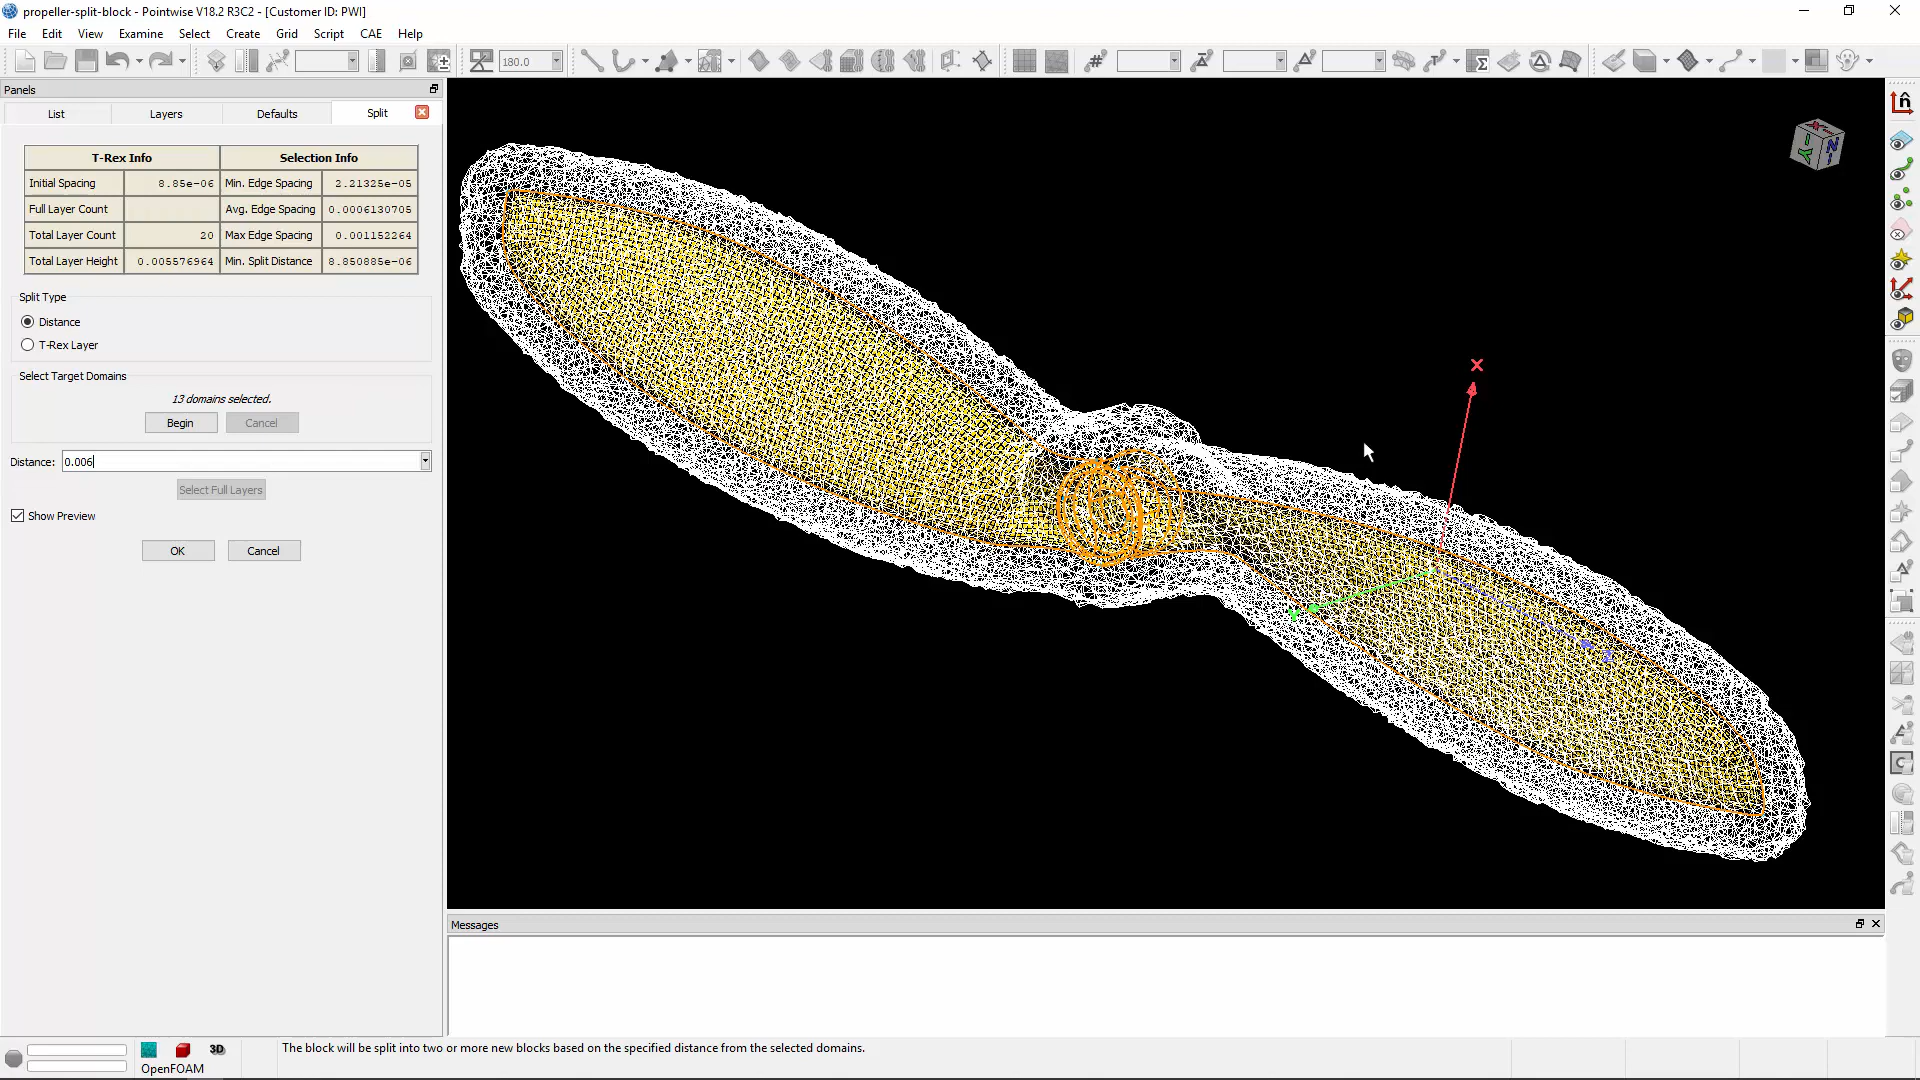 propeller-split-block - Pointwise V18.2 R3C2 - [Customer ID: PWI]
File Edit View Examine Select Create Grid Script CAE Help
180.0
Panels
List Layers Defaults Split
T-Rex Info Selection Info
Initial Spacing 8.85e-06 Min. Edge Spacing 2.21325e-05
Full Layer Count Avg. Edge Spacing 0.0006130705
Total Layer Count 20 Max Edge Spacing 0.001152264
Total Layer Height 0.005576964 Min. Split Distance 8.850885e-06
Split Type
Distance
T-Rex Layer
Select Target Domains
13 domains selected.
Begin Cancel
Distance: 0.006
Select Full Layers
Show Preview
OK Cancel
X
Y
Z
Messages
3D
The block will be split into two or more new blocks based on the specified distance from the selected domains.
OpenFOAM